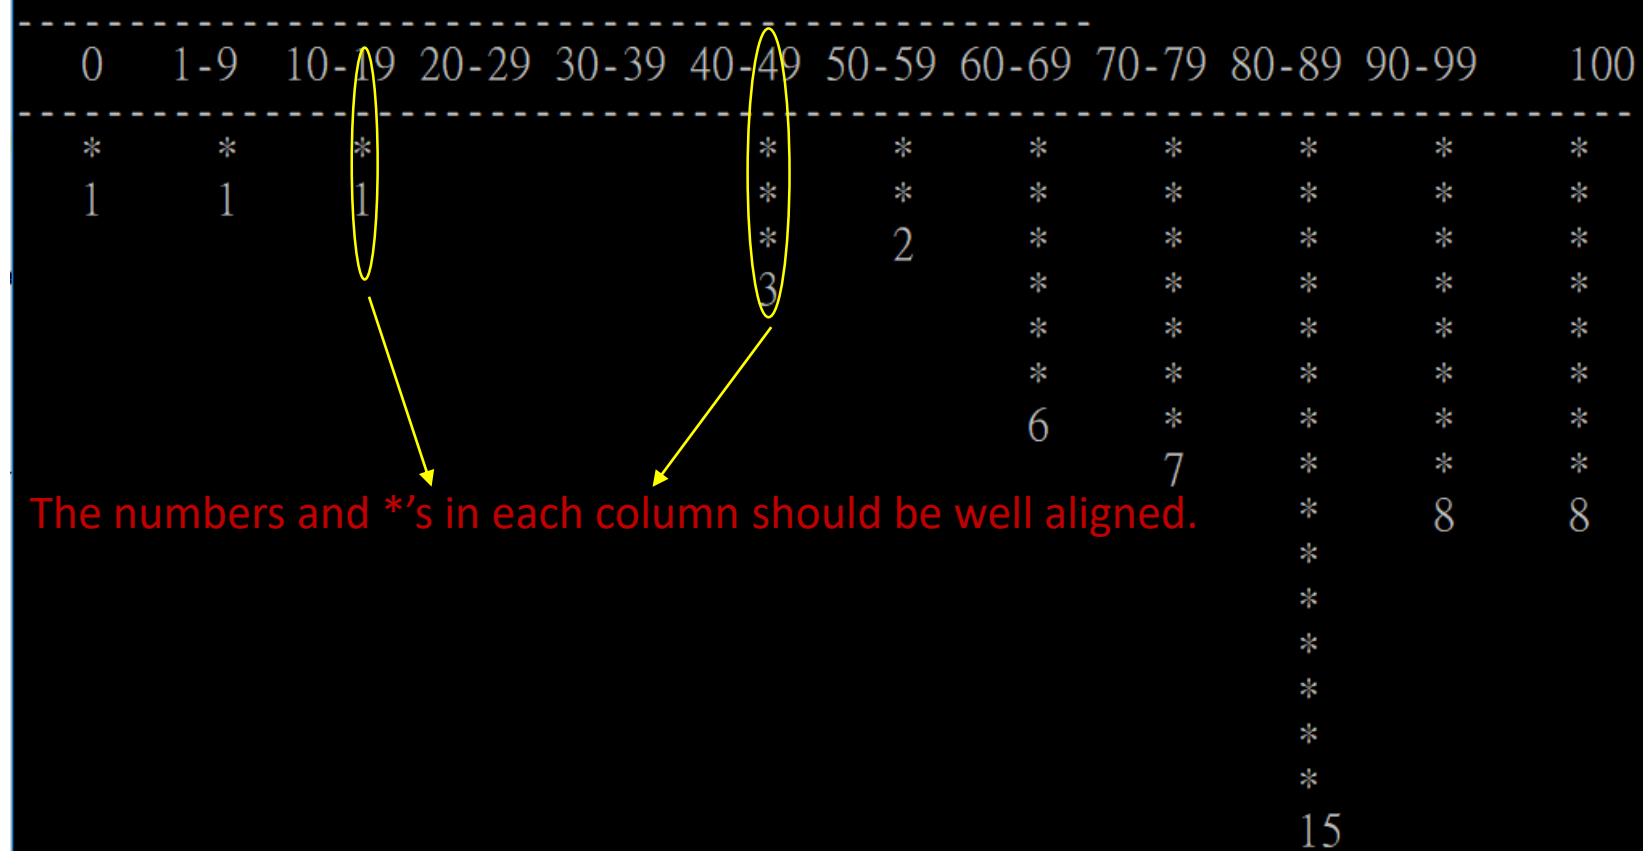 ------------------------------------------------
0 1-9 10-19 20-29 30-39 40-49 50-59 60-69 70-79 80-89 90-99 100
------------------------------------------------------------------------
* * * * * * * * * *
1 1 1 * * * * * * *
* 2 * * * * *
3 * * * * *
* * * * *
* * * * *
6 * * * *
7 * * *
The numbers and *’s in each column should be well aligned. * 8 8
*
*
*
*
*
*
15